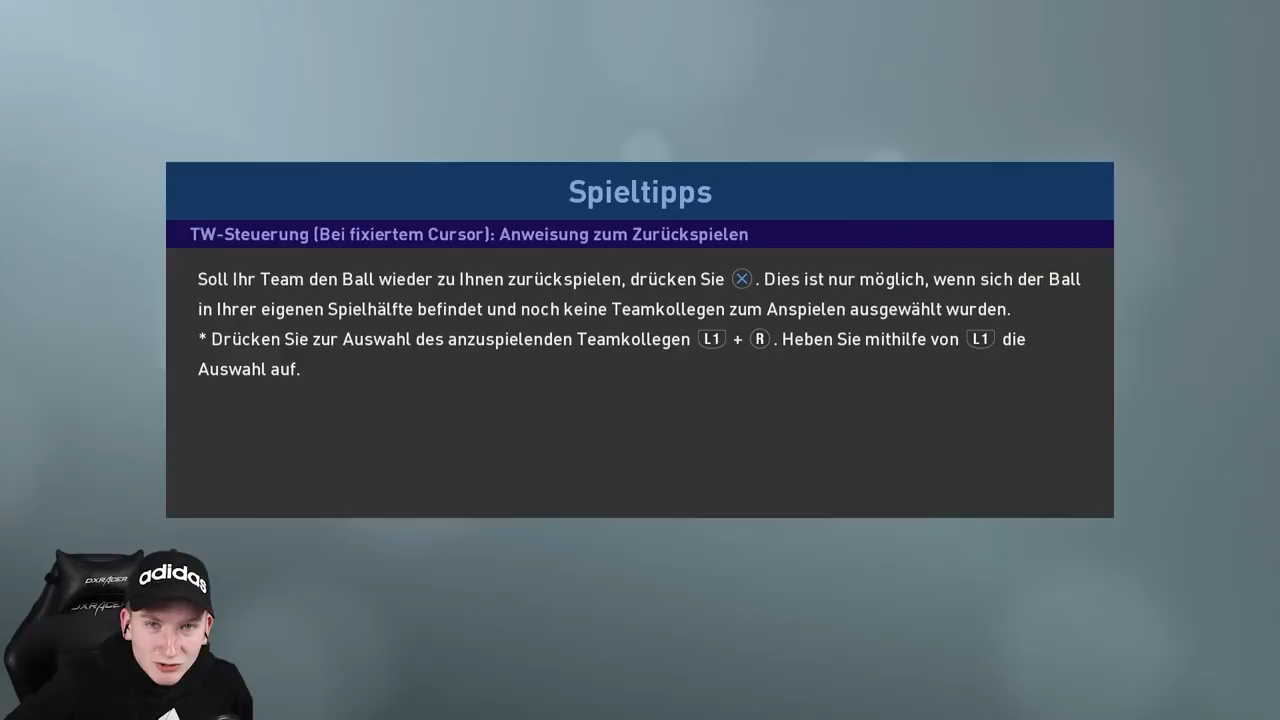 Spieltipps
TW-Steuerung (Bei fixiertem Cursor): Anweisung zum Zurückspielen
Soll Ihr Team den Ball wieder zu Ihnen zurückspielen, drücken Sie ⓧ. Dies ist nur möglich, wenn sich der Ball
in Ihrer eigenen Spielhälfte befindet und noch keine Teamkollegen zum Anspielen ausgewählt wurden.
* Drücken Sie zur Auswahl des anzuspielenden Teamkollegen L1 + R. Heben Sie mithilfe von L1 die
Auswahl auf.
DXRACER
DXRACER
adidas